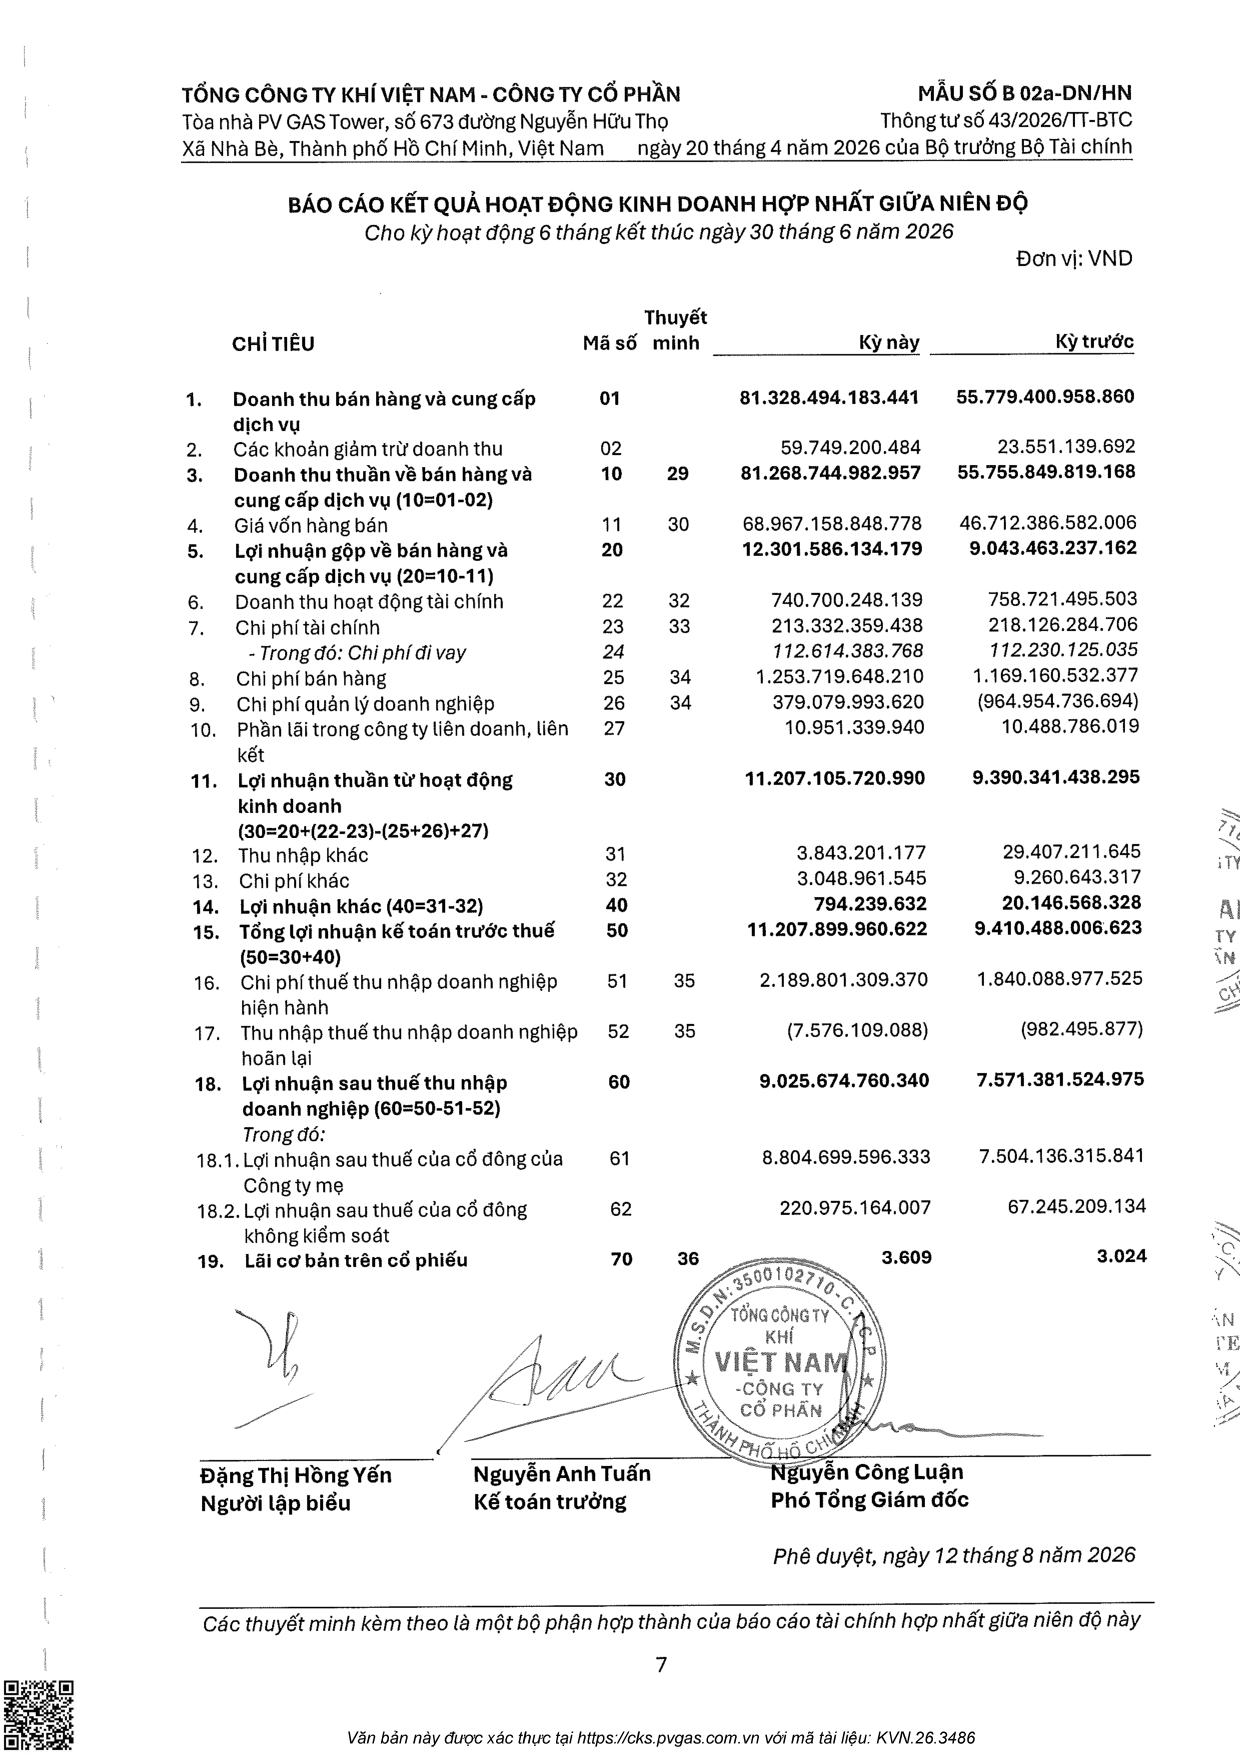 TỔNG CÔNG TY KHÍ VIỆT NAM - CÔNG TY CỔ PHẦN MẪU SỐ B 02a-DN/HN
Tòa nhà PV GAS Tower, số 673 đường Nguyễn Hữu Thọ Thông tư số 43/2026/TT-BTC
Xã Nhà Bè, Thành phố Hồ Chí Minh, Việt Nam ngày 20 tháng 4 năm 2026 của Bộ trưởng Bộ Tài chính
BÁO CÁO KẾT QUẢ HOẠT ĐỘNG KINH DOANH HỢP NHẤT GIỮA NIÊN ĐỘ
Cho kỳ hoạt động 6 tháng kết thúc ngày 30 tháng 6 năm 2026
Đơn vị: VND
Thuyết
CHỈ TIÊU Mã số minh Kỳ này Kỳ trước
1. Doanh thu bán hàng và cung cấp 01 81.328.494.183.441 55.779.400.958.860
dịch vụ
2. Các khoản giảm trừ doanh thu 02 59.749.200.484 23.551.139.692
3. Doanh thu thuần về bán hàng và 10 29 81.268.744.982.957 55.755.849.819.168
cung cấp dịch vụ (10=01-02)
4. Giá vốn hàng bán 11 30 68.967.158.848.778 46.712.386.582.006
5. Lợi nhuận gộp về bán hàng và 20 12.301.586.134.179 9.043.463.237.162
cung cấp dịch vụ (20=10-11)
6. Doanh thu hoạt động tài chính 22 32 740.700.248.139 758.721.495.503
7. Chi phí tài chính 23 33 213.332.359.438 218.126.284.706
- Trong đó: Chi phí đi vay 24 112.614.383.768 112.230.125.035
8. Chi phí bán hàng 25 34 1.253.719.648.210 1.169.160.532.377
9. Chi phí quản lý doanh nghiệp 26 34 379.079.993.620 (964.954.736.694)
10. Phần lãi trong công ty liên doanh, liên 27 10.951.339.940 10.488.786.019
kết
11. Lợi nhuận thuần từ hoạt động 30 11.207.105.720.990 9.390.341.438.295
kinh doanh
(30=20+(22-23)-(25+26)+27)
12. Thu nhập khác 31 3.843.201.177 29.407.211.645
13. Chi phí khác 32 3.048.961.545 9.260.643.317
14. Lợi nhuận khác (40=31-32) 40 794.239.632 20.146.568.328
15. Tổng lợi nhuận kế toán trước thuế 50 11.207.899.960.622 9.410.488.006.623
(50=30+40)
16. Chi phí thuế thu nhập doanh nghiệp 51 35 2.189.801.309.370 1.840.088.977.525
hiện hành
17. Thu nhập thuế thu nhập doanh nghiệp 52 35 (7.576.109.088) (982.495.877)
hoãn lại
18. Lợi nhuận sau thuế thu nhập 60 9.025.674.760.340 7.571.381.524.975
doanh nghiệp (60=50-51-52)
Trong đó:
18.1. Lợi nhuận sau thuế của cổ đông của 61 8.804.699.596.333 7.504.136.315.841
Công ty mẹ
18.2. Lợi nhuận sau thuế của cổ đông 62 220.975.164.007 67.245.209.134
không kiểm soát
19. Lãi cơ bản trên cổ phiếu 70 36 3.609 3.024
M.S.D.N:3500102710-C.T.C.P
TỔNG CÔNG TY
KHÍ
VIỆT NAM
-CÔNG TY
CỔ PHẦN
THÀNH PHỐ HỒ CHÍ MINH
Đặng Thị Hồng Yến Nguyễn Anh Tuấn Nguyễn Công Luận
Người lập biểu Kế toán trưởng Phó Tổng Giám đốc
Phê duyệt, ngày 12 tháng 8 năm 2026
Các thuyết minh kèm theo là một bộ phận hợp thành của báo cáo tài chính hợp nhất giữa niên độ này
7
Văn bản này được xác thực tại https://cks.pvgas.com.vn với mã tài liệu: KVN.26.3486